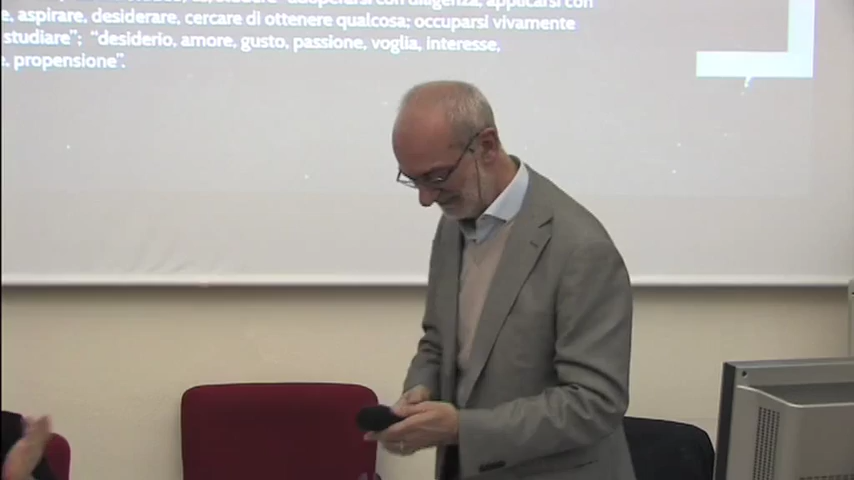 aspirare, desiderare, cercare di ottenere qualcosa; occuparsi vivamente
studiare”; “desiderio, amore, gusto, passione, voglia, interesse,
propensione”.